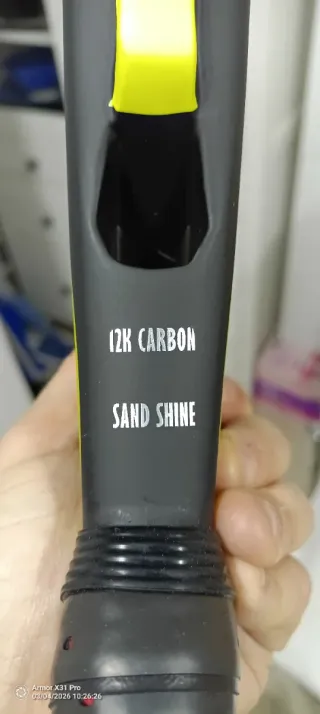 12K CARBON
SAND SHINE
Armor X31 Pro
02/04/2026 10:26:26